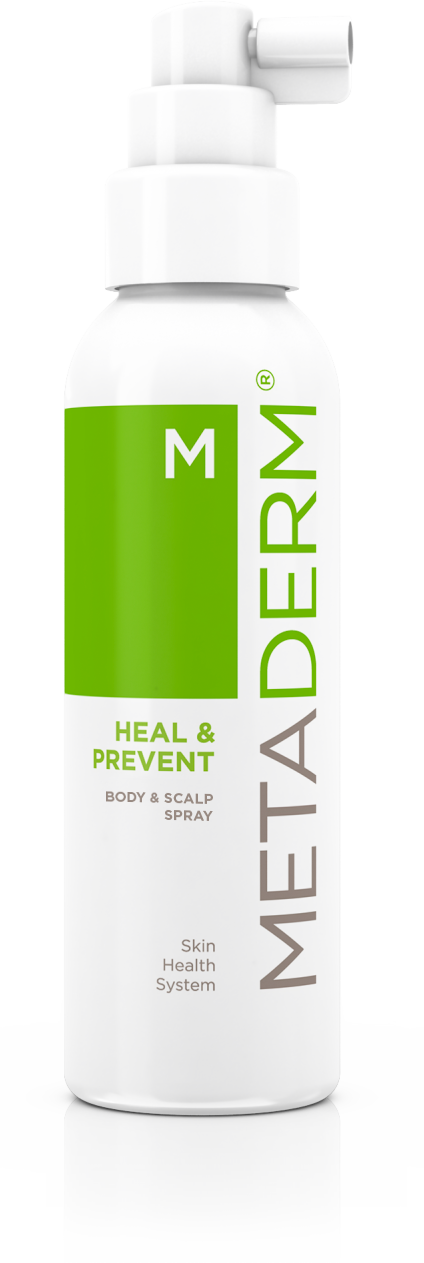 M
HEAL &
PREVENT
BODY & SCALP
SPRAY
Skin
Health
System
METADERM®